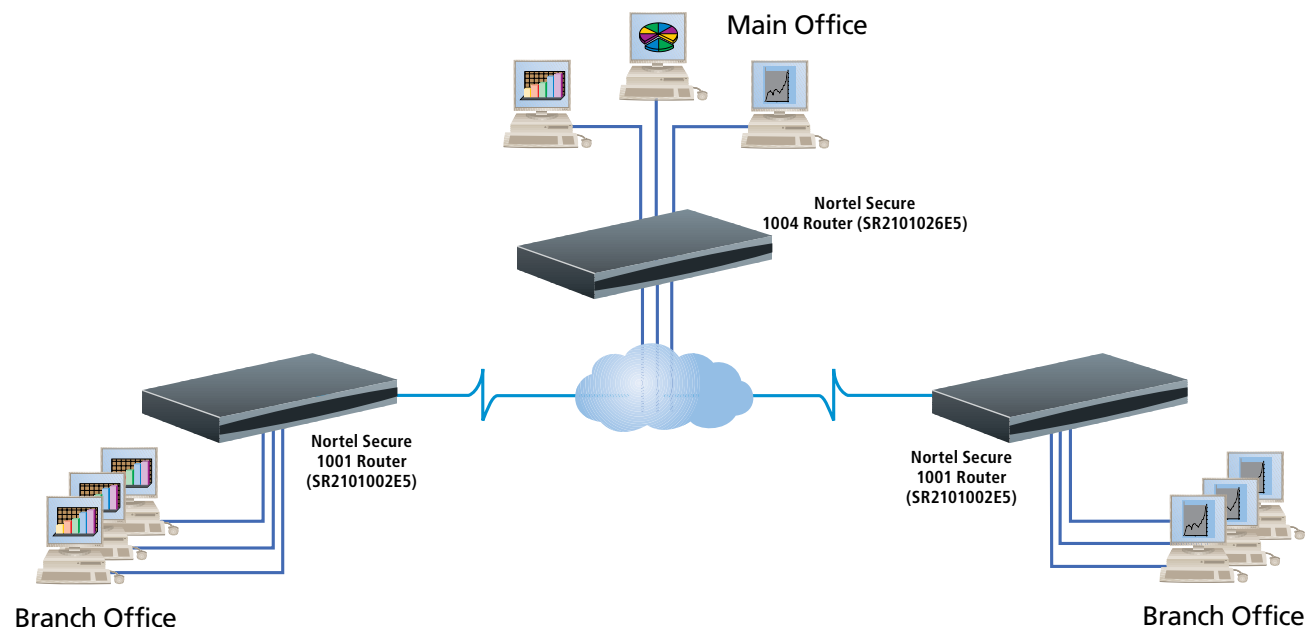 Main Office
Nortel Secure
1004 Router (SR2101026E5)
Nortel Secure
1001 Router
(SR2101002E5)
Nortel Secure
1001 Router
(SR2101002E5)
Branch Office
Branch Office